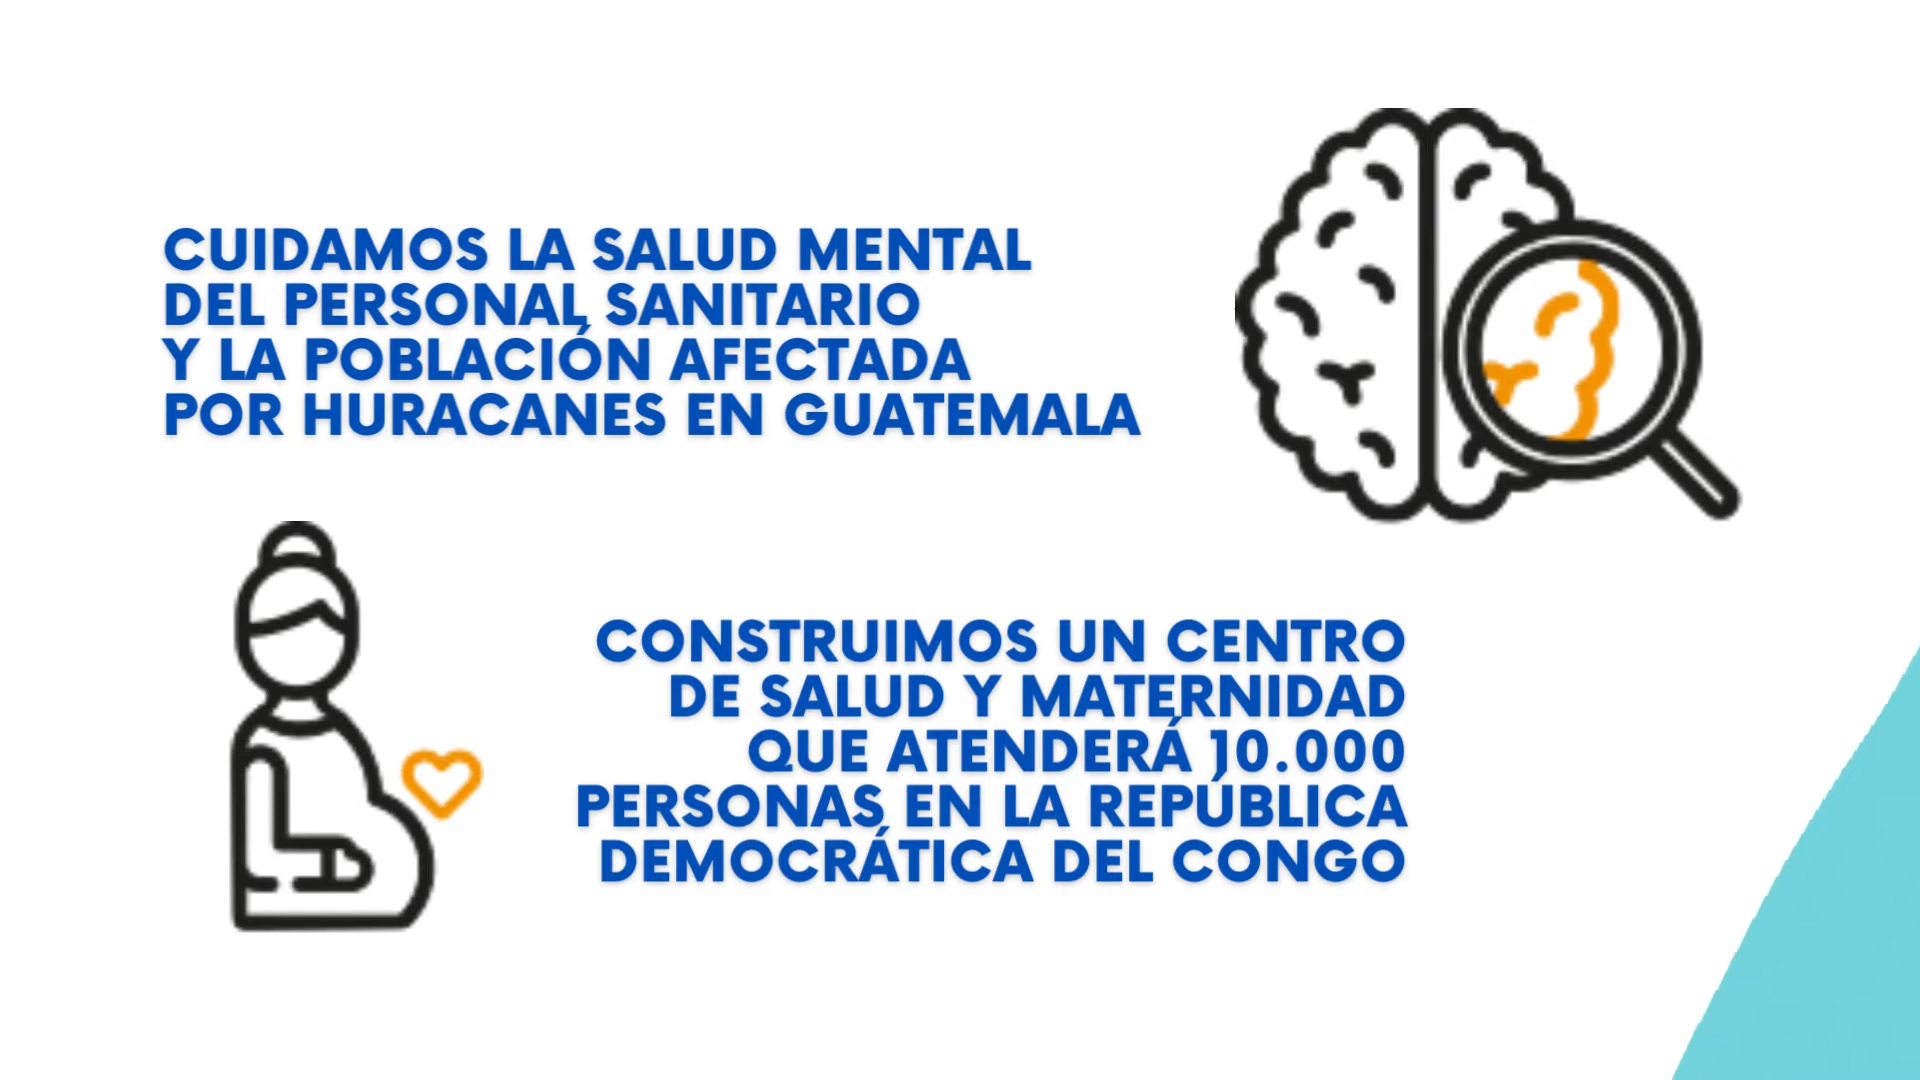 CUIDAMOS LA SALUD MENTAL
DEL PERSONAL SANITARIO
Y LA POBLACIÓN AFECTADA
POR HURACANES EN GUATEMALA
CONSTRUIMOS UN CENTRO
DE SALUD Y MATERNIDAD
QUE ATENDERÁ 10.000
PERSONAS EN LA REPÚBLICA
DEMOCRÁTICA DEL CONGO